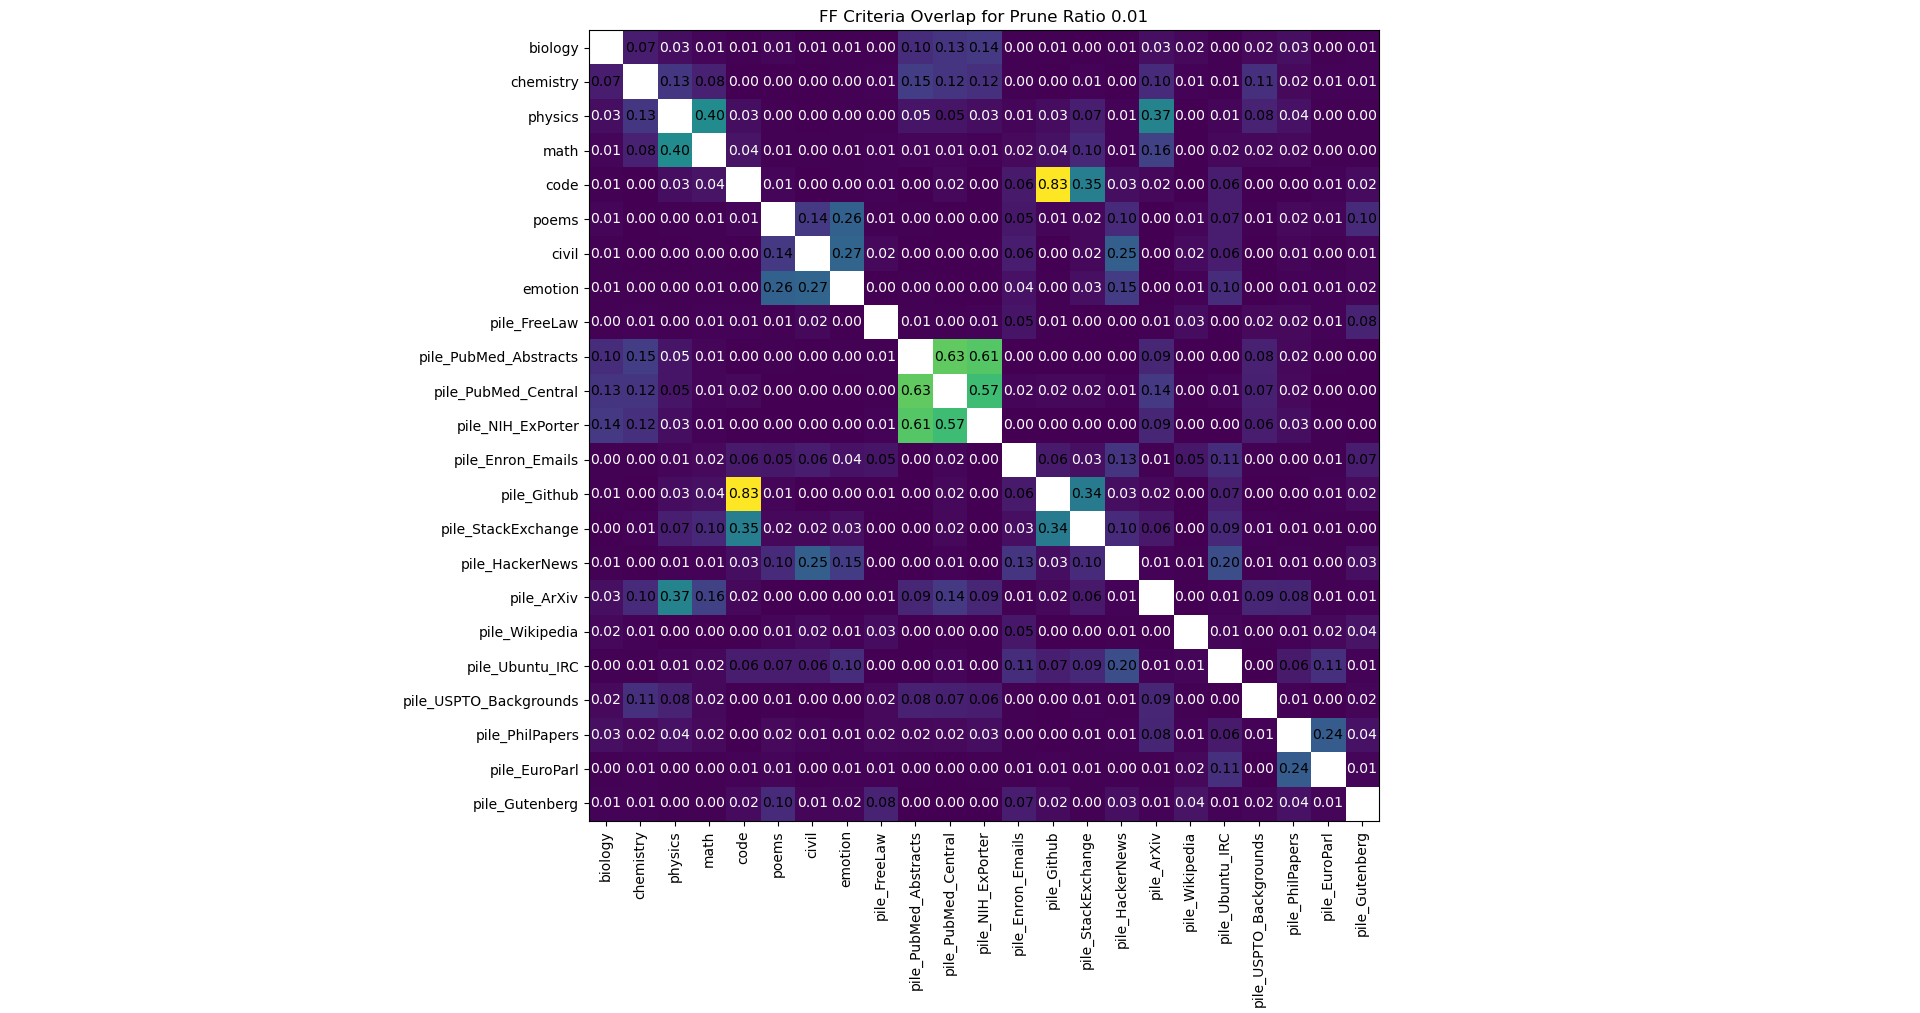 FF Criteria Overlap for Prune Ratio 0.01
biology 0.07 0.03 0.01 0.01 0.01 0.01 0.01 0.00 0.10 0.13 0.14 0.00 0.01 0.00 0.01 0.03 0.02 0.00 0.02 0.03 0.00 0.01
chemistry 0.07 0.13 0.08 0.00 0.00 0.00 0.00 0.01 0.15 0.12 0.12 0.00 0.00 0.01 0.00 0.10 0.01 0.01 0.11 0.02 0.01 0.01
physics 0.03 0.13 0.40 0.03 0.00 0.00 0.00 0.00 0.05 0.05 0.03 0.01 0.03 0.07 0.01 0.37 0.00 0.01 0.08 0.04 0.00 0.00
math 0.01 0.08 0.40 0.04 0.01 0.00 0.01 0.01 0.01 0.01 0.01 0.02 0.04 0.10 0.01 0.16 0.00 0.02 0.02 0.02 0.00 0.00
code 0.01 0.00 0.03 0.04 0.01 0.00 0.00 0.01 0.00 0.02 0.00 0.06 0.83 0.35 0.03 0.02 0.00 0.06 0.00 0.00 0.01 0.02
poems 0.01 0.00 0.00 0.01 0.01 0.14 0.26 0.01 0.00 0.00 0.00 0.05 0.01 0.02 0.10 0.00 0.01 0.07 0.01 0.02 0.01 0.10
civil 0.01 0.00 0.00 0.00 0.00 0.14 0.27 0.02 0.00 0.00 0.00 0.06 0.00 0.02 0.25 0.00 0.02 0.06 0.00 0.01 0.00 0.01
emotion 0.01 0.00 0.00 0.01 0.00 0.26 0.27 0.00 0.00 0.00 0.00 0.04 0.00 0.03 0.15 0.00 0.01 0.10 0.00 0.01 0.01 0.02
pile_FreeLaw 0.00 0.01 0.00 0.01 0.01 0.01 0.02 0.00 0.01 0.00 0.01 0.05 0.01 0.00 0.00 0.01 0.03 0.00 0.02 0.02 0.01 0.08
pile_PubMed_Abstracts 0.10 0.15 0.05 0.01 0.00 0.00 0.00 0.00 0.01 0.63 0.61 0.00 0.00 0.00 0.00 0.09 0.00 0.00 0.08 0.02 0.00 0.00
pile_PubMed_Central 0.13 0.12 0.05 0.01 0.02 0.00 0.00 0.00 0.00 0.63 0.57 0.02 0.02 0.02 0.01 0.14 0.00 0.01 0.07 0.02 0.00 0.00
pile_NIH_ExPorter 0.14 0.12 0.03 0.01 0.00 0.00 0.00 0.00 0.01 0.61 0.57 0.00 0.00 0.00 0.00 0.09 0.00 0.00 0.06 0.03 0.00 0.00
pile_Enron_Emails 0.00 0.00 0.01 0.02 0.06 0.05 0.06 0.04 0.05 0.00 0.02 0.00 0.06 0.03 0.13 0.01 0.05 0.11 0.00 0.00 0.01 0.07
pile_Github 0.01 0.00 0.03 0.04 0.83 0.01 0.00 0.00 0.01 0.00 0.02 0.00 0.06 0.34 0.03 0.02 0.00 0.07 0.00 0.00 0.01 0.02
pile_StackExchange 0.00 0.01 0.07 0.10 0.35 0.02 0.02 0.03 0.00 0.00 0.02 0.00 0.03 0.34 0.10 0.06 0.00 0.09 0.01 0.01 0.01 0.00
pile_HackerNews 0.01 0.00 0.01 0.01 0.03 0.10 0.25 0.15 0.00 0.00 0.01 0.00 0.13 0.03 0.10 0.01 0.01 0.20 0.01 0.01 0.00 0.03
pile_ArXiv 0.03 0.10 0.37 0.16 0.02 0.00 0.00 0.00 0.01 0.09 0.14 0.09 0.01 0.02 0.06 0.01 0.00 0.01 0.09 0.08 0.01 0.01
pile_Wikipedia 0.02 0.01 0.00 0.00 0.00 0.01 0.02 0.01 0.03 0.00 0.00 0.00 0.05 0.00 0.00 0.01 0.00 0.01 0.00 0.01 0.02 0.04
pile_Ubuntu_IRC 0.00 0.01 0.01 0.02 0.06 0.07 0.06 0.10 0.00 0.00 0.01 0.00 0.11 0.07 0.09 0.20 0.01 0.01 0.00 0.06 0.11 0.01
pile_USPTO_Backgrounds 0.02 0.11 0.08 0.02 0.00 0.01 0.00 0.00 0.02 0.08 0.07 0.06 0.00 0.00 0.01 0.01 0.09 0.00 0.00 0.01 0.00 0.02
pile_PhilPapers 0.03 0.02 0.04 0.02 0.00 0.02 0.01 0.01 0.02 0.02 0.02 0.03 0.00 0.00 0.01 0.01 0.08 0.01 0.06 0.01 0.24 0.04
pile_EuroParl 0.00 0.01 0.00 0.00 0.01 0.01 0.00 0.01 0.01 0.00 0.00 0.00 0.01 0.01 0.01 0.00 0.01 0.02 0.11 0.00 0.24 0.01
pile_Gutenberg 0.01 0.01 0.00 0.00 0.02 0.10 0.01 0.02 0.08 0.00 0.00 0.00 0.07 0.02 0.00 0.03 0.01 0.04 0.01 0.02 0.04 0.01
biology
chemistry
physics
math
code
poems
civil
emotion
pile_FreeLaw
pile_PubMed_Abstracts
pile_PubMed_Central
pile_NIH_ExPorter
pile_Enron_Emails
pile_Github
pile_StackExchange
pile_HackerNews
pile_ArXiv
pile_Wikipedia
pile_Ubuntu_IRC
pile_USPTO_Backgrounds
pile_PhilPapers
pile_EuroParl
pile_Gutenberg